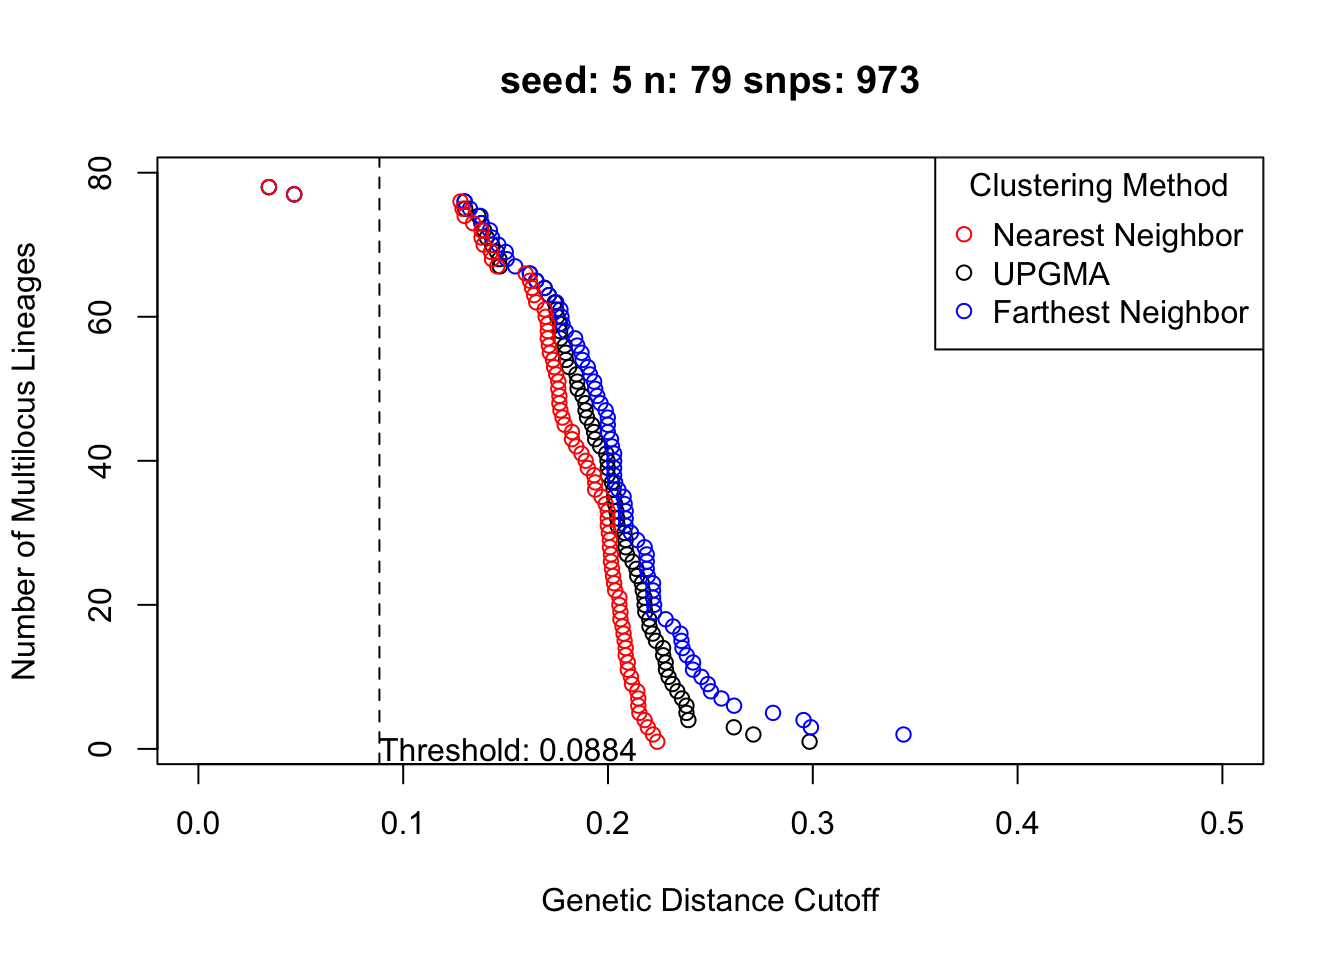 seed: 5 n: 79 snps: 973
Number of Multilocus Lineages
80
60
40
20
0
Clustering Method
Nearest Neighbor
UPGMA
Farthest Neighbor
Threshold: 0.0884
0.0 0.1 0.2 0.3 0.4 0.5
Genetic Distance Cutoff